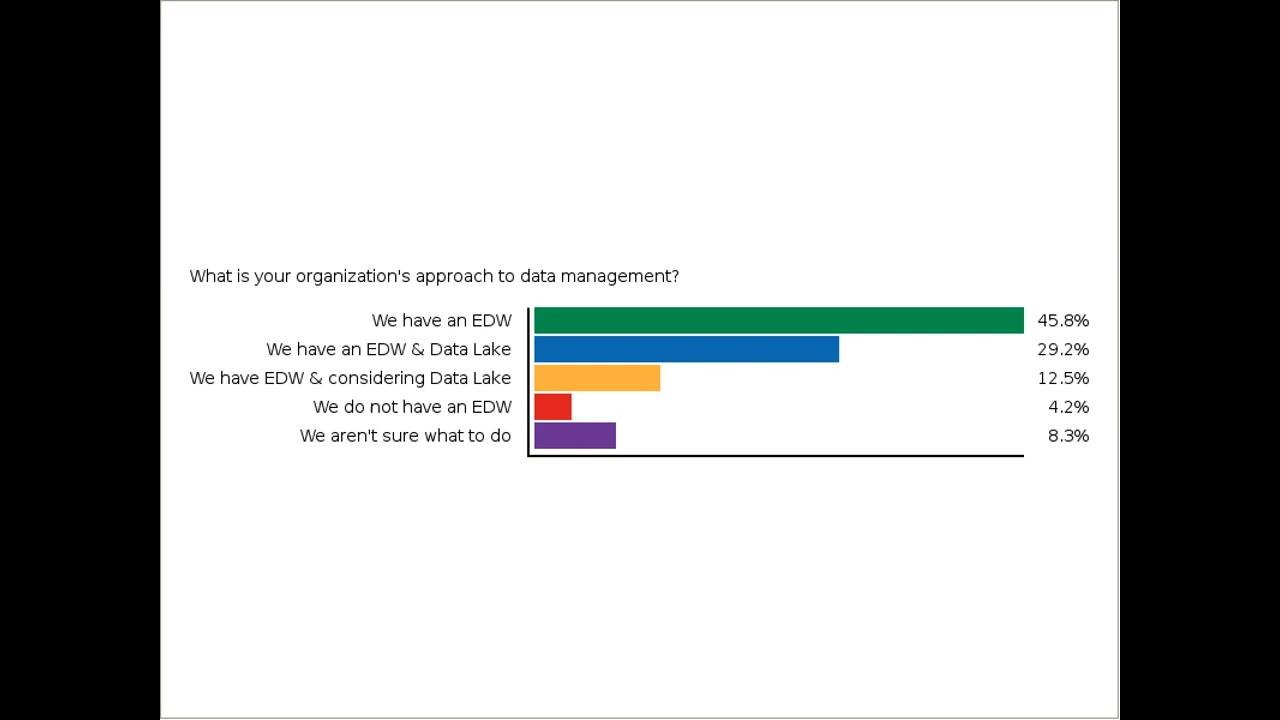 What is your organization's approach to data management?
We have an EDW 45.8%
We have an EDW & Data Lake 29.2%
We have EDW & considering Data Lake 12.5%
We do not have an EDW 4.2%
We aren't sure what to do 8.3%